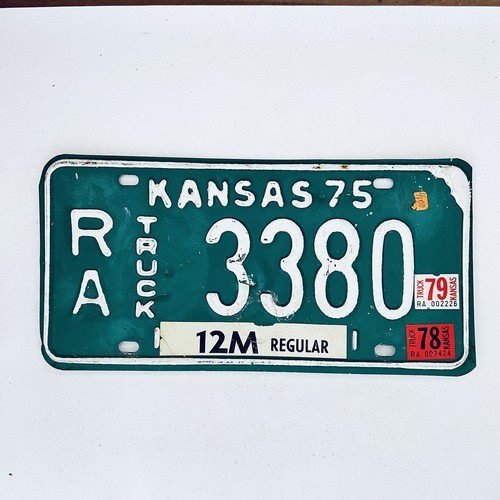 KANSAS 75
RA
TRUCK
3380
TRUCK 79 KANSAS
RA 002226
TRUCK 78 KANSAS
RA 002424
12M REGULAR